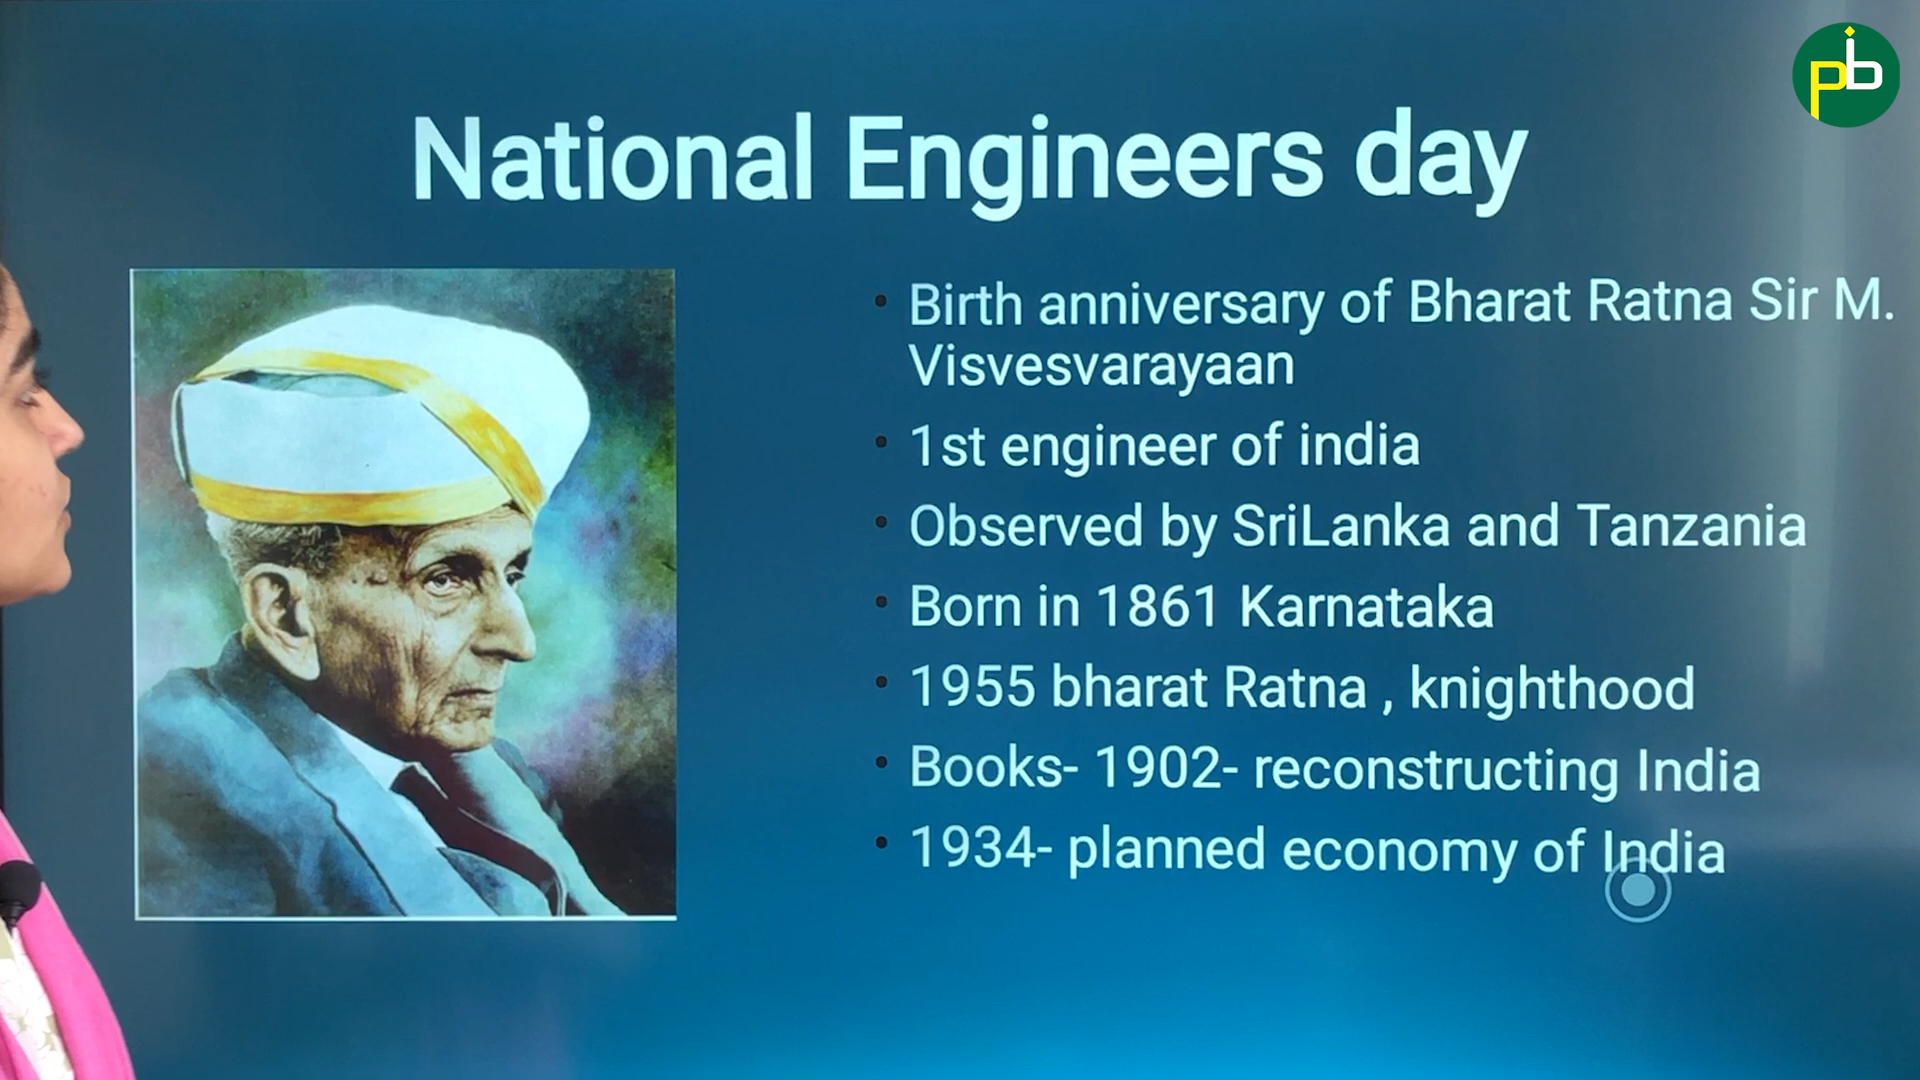 pib
National Engineers day
Birth anniversary of Bharat Ratna Sir M.
Visvesvarayaan
1st engineer of india
Observed by SriLanka and Tanzania
Born in 1861 Karnataka
1955 bharat Ratna , knighthood
Books- 1902- reconstructing India
1934- planned economy of India